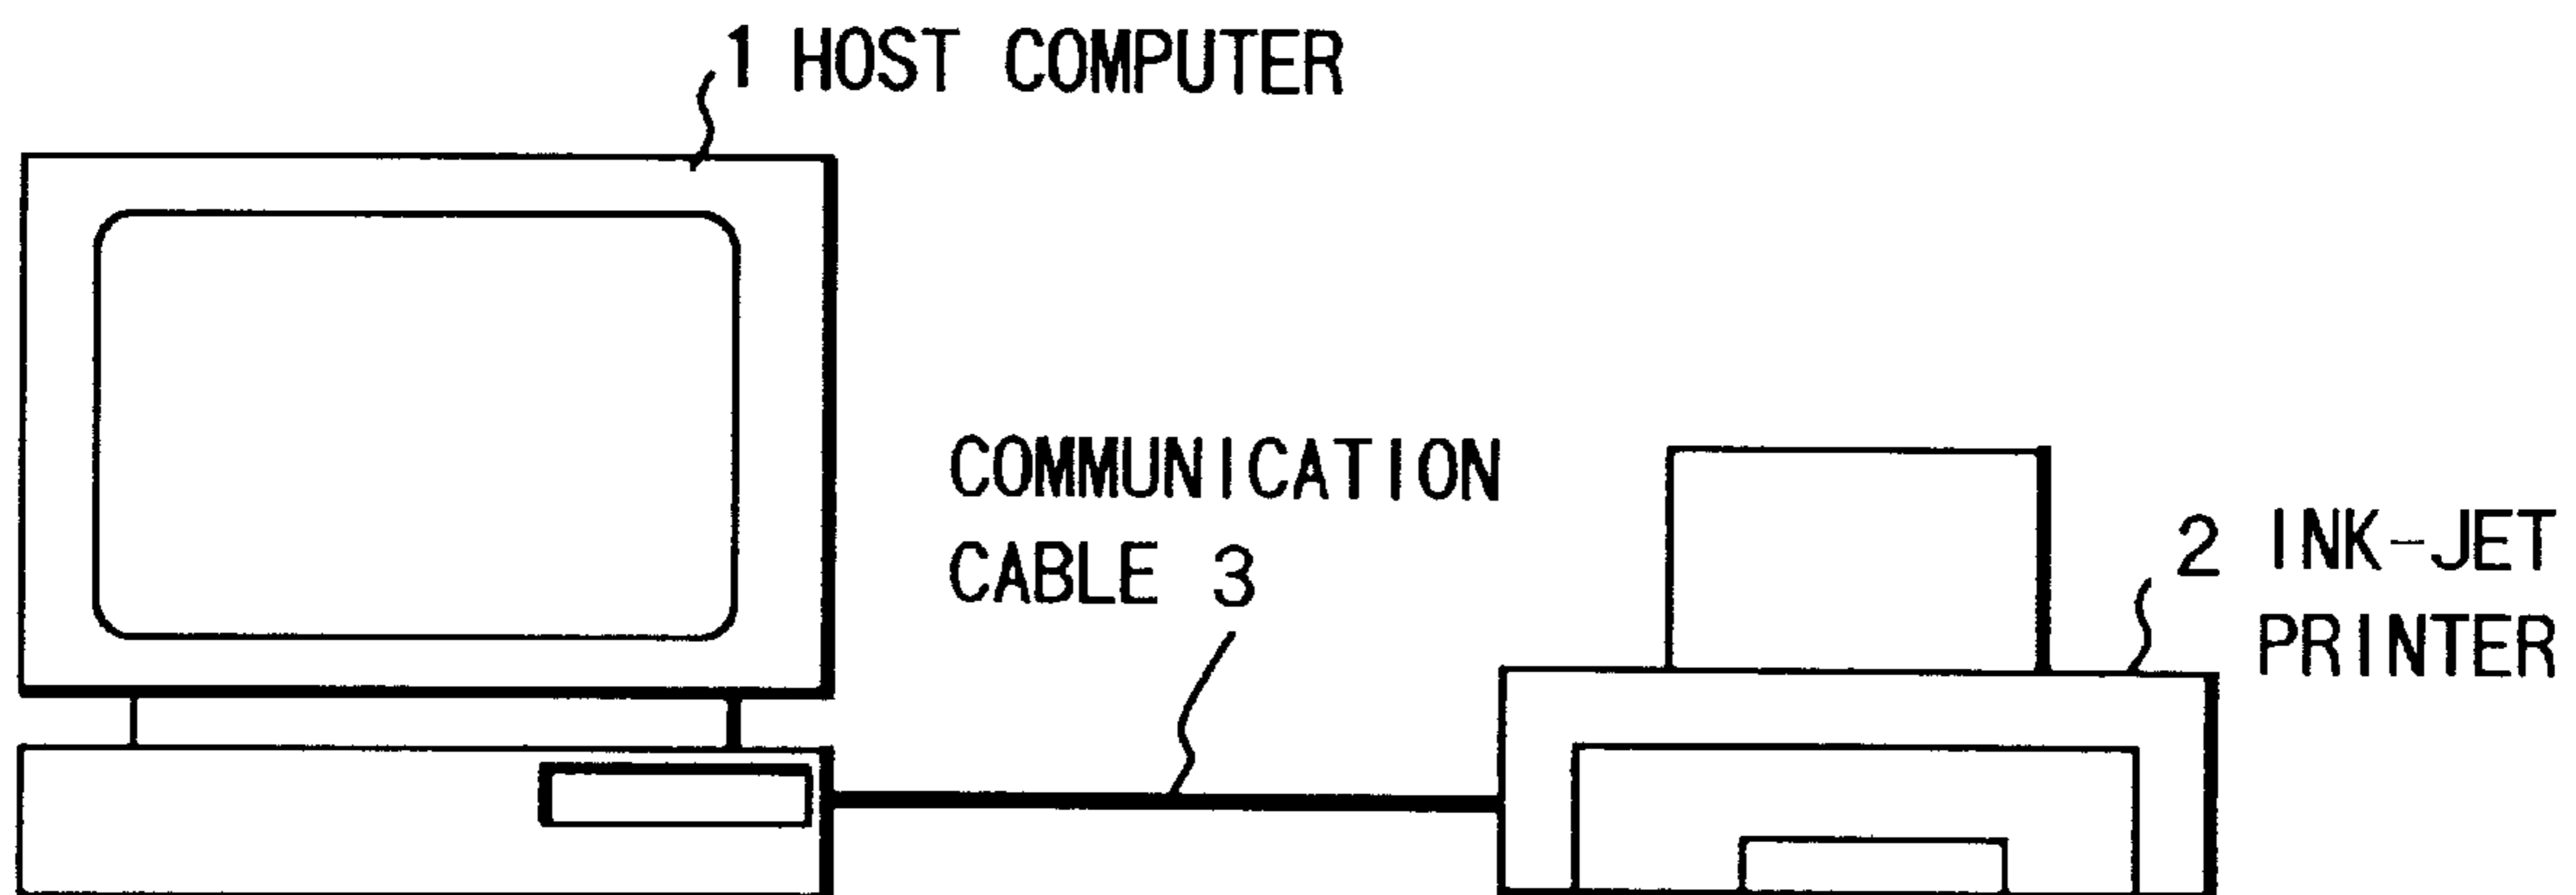 1 HOST COMPUTER
COMMUNICATION
CABLE 3
2 INK-JET
PRINTER